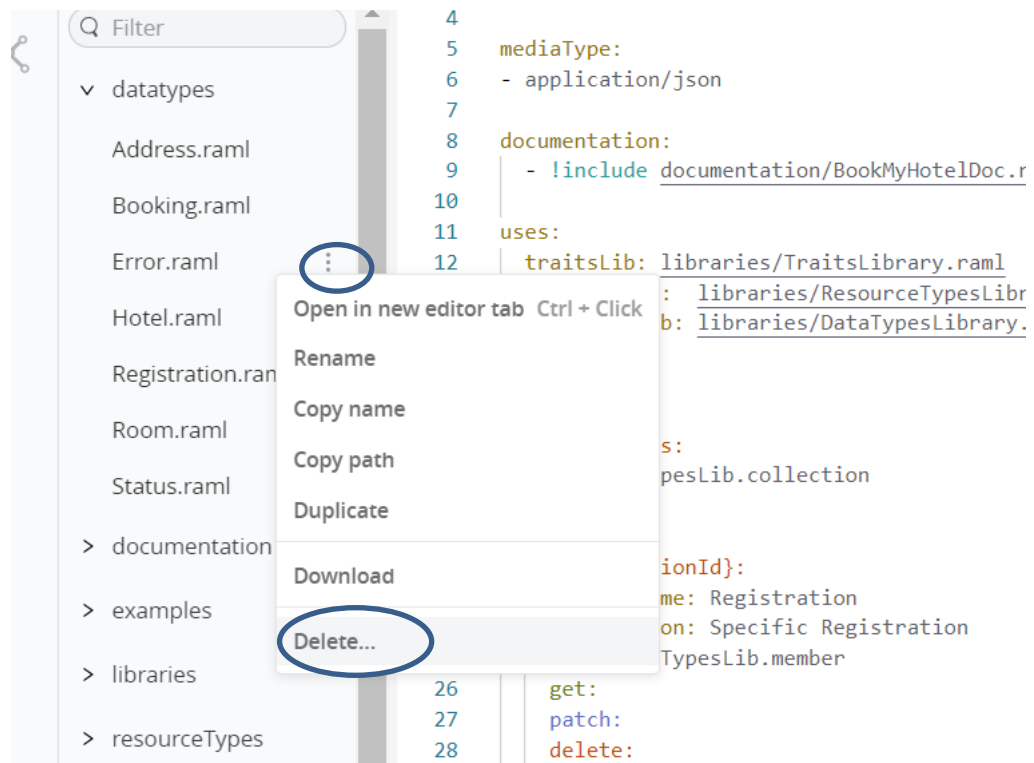 Filter
datatypes
Address.raml
Booking.raml
Error.raml
Hotel.raml
Registration.ram
Room.raml
Status.raml
documentation
examples
libraries
resourceTypes
Open in new editor tab Ctrl + Click
Rename
Copy name
Copy path
Duplicate
Download
Delete...
4
5 mediaType:
6 - application/json
7
8 documentation:
9 - !include documentation/BookMyHotelDoc.r
10
11 uses:
12 traitsLib: libraries/TraitsLibrary.raml
: libraries/ResourceTypesLibr
b: libraries/DataTypesLibrary.
s:
pesLib.collection
ionId}:
me: Registration
on: Specific Registration
TypesLib.member
26 get:
27 patch:
28 delete: